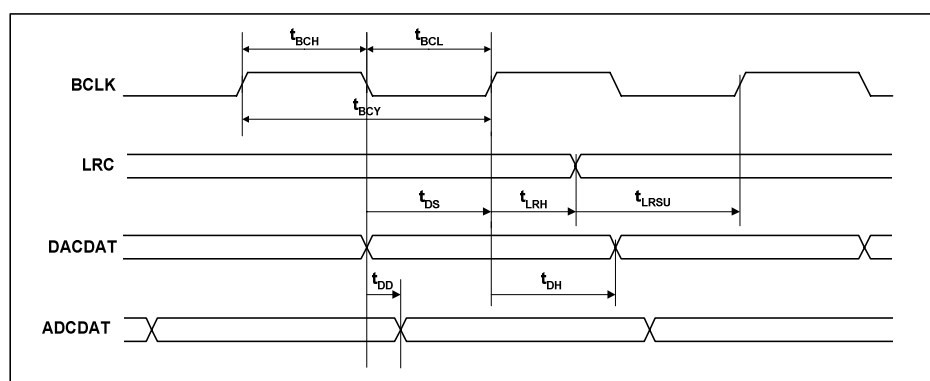 tBCH tBCL
BCLK
tBCY
LRC
tDS tLRH tLRSU
DACDAT
tDD tDH
ADCDAT